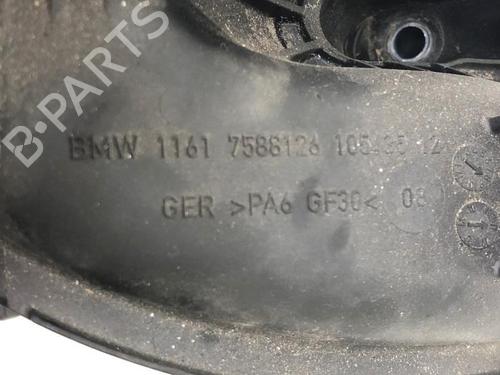 BMW 1161 7588126 105435 12
GER >PA6 GF30< 08
B-PARTS